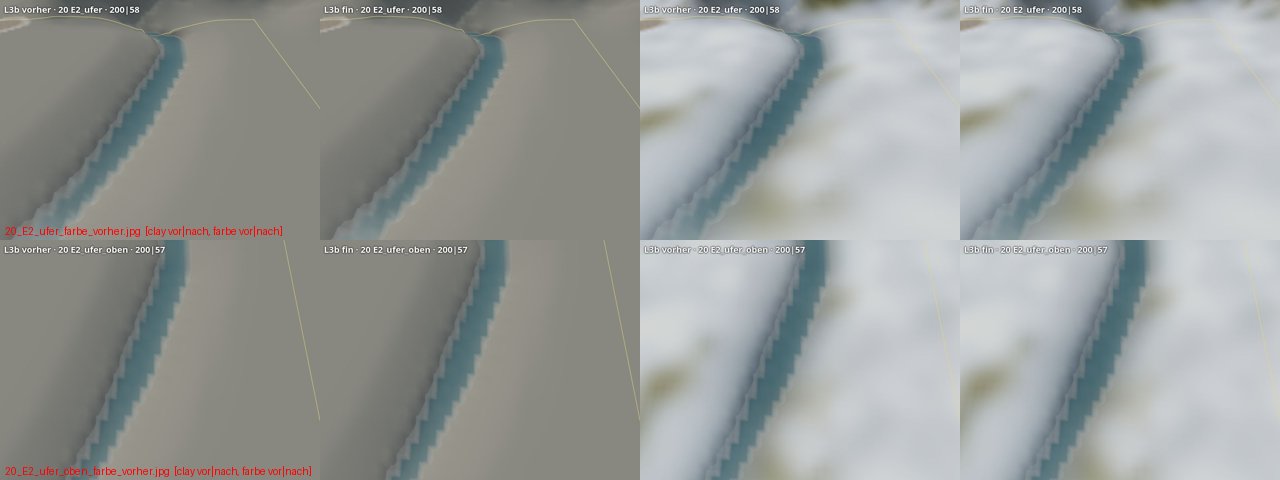 L3b vorher · 20 E2_ufer · 200|58
L3b fin · 20 E2_ufer · 200|58
L3b vorher · 20 E2_ufer · 200|58
L3b fin · 20 E2_ufer · 200|58
20_E2_ufer_farbe_vorher.jpg [clay vor|nach, farbe vor|nach]
L3b vorher · 20 E2_ufer_oben · 200|57
L3b fin · 20 E2_ufer_oben · 200|57
L3b vorher · 20 E2_ufer_oben · 200|57
L3b fin · 20 E2_ufer_oben · 200|57
20_E2_ufer_oben_farbe_vorher.jpg [clay vor|nach, farbe vor|nach]